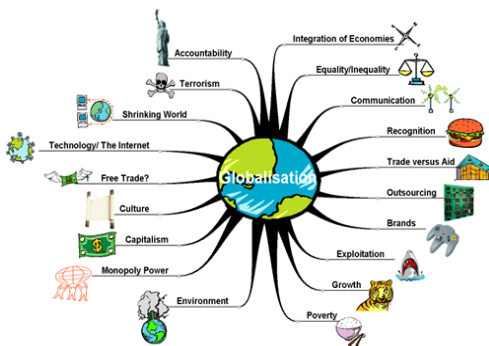 Globalisation
Accountability
Terrorism
Shrinking World
Technology/ The Internet
Free Trade?
Culture
Capitalism
Monopoly Power
Environment
Integration of Economies
Equality/Inequality
Communication
Recognition
Trade versus Aid
Outsourcing
Brands
Exploitation
Growth
Poverty